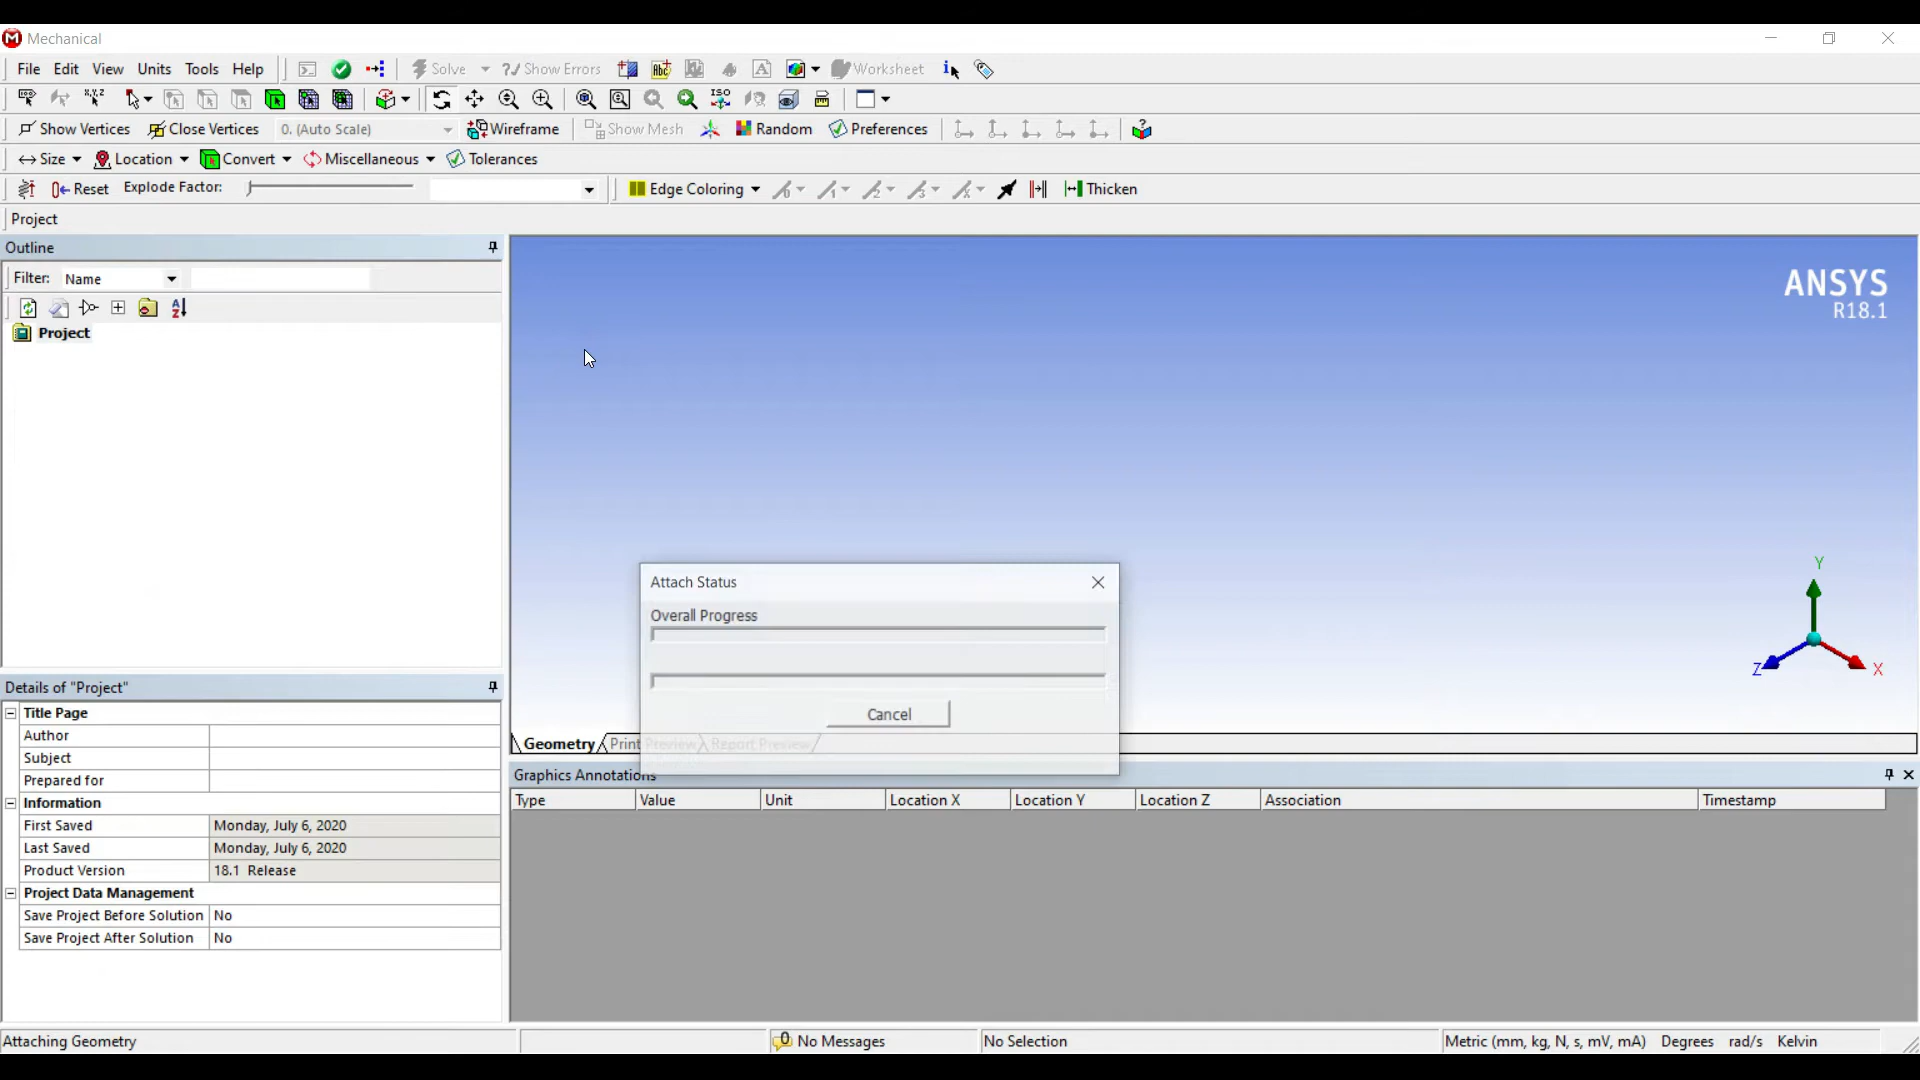 Mechanical
File Edit View Units Tools Help Solve ?/ Show Errors Abc A Worksheet i
x,y,z ISO
Show Vertices Close Vertices 0. (Auto Scale) Wireframe Show Mesh Random Preferences
Size Location Convert Miscellaneous Tolerances
Reset Explode Factor: Edge Coloring Thicken
Project
Outline
Filter: Name
Project
ANSYS
R18.1
Y
Z X
Attach Status
Overall Progress
Cancel
Geometry Print Preview Report Preview
Details of "Project"
Title Page
Author
Subject
Prepared for
Information
First Saved Monday, July 6, 2020
Last Saved Monday, July 6, 2020
Product Version 18.1 Release
Project Data Management
Save Project Before Solution No
Save Project After Solution No
Graphics Annotations
Type Value Unit Location X Location Y Location Z Association Timestamp
Attaching Geometry 0 No Messages No Selection Metric (mm, kg, N, s, mV, mA) Degrees rad/s Kelvin